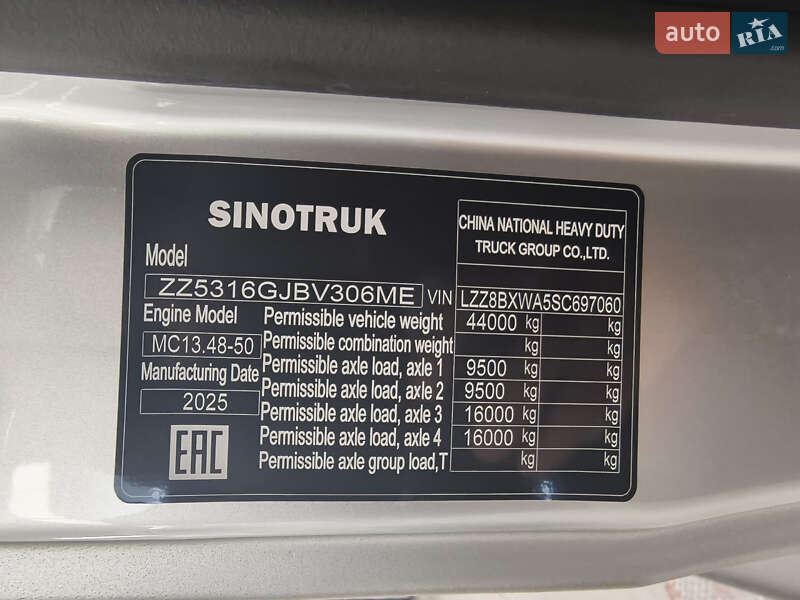 auto RIA.com
SINOTRUK
CHINA NATIONAL HEAVY DUTY
TRUCK GROUP CO.,LTD.
Model
ZZ5316GJBV306ME VIN LZZ8BXWA5SC697060
Engine Model
MC13.48-50
Manufacturing Date
2025
EAC
Permissible vehicle weight 44000 kg kg
Permissible combination weight kg kg
Permissible axle load, axle 1 9500 kg kg
Permissible axle load, axle 2 9500 kg kg
Permissible axle load, axle 3 16000 kg kg
Permissible axle load, axle 4 16000 kg kg
Permissible axle group load,T kg kg